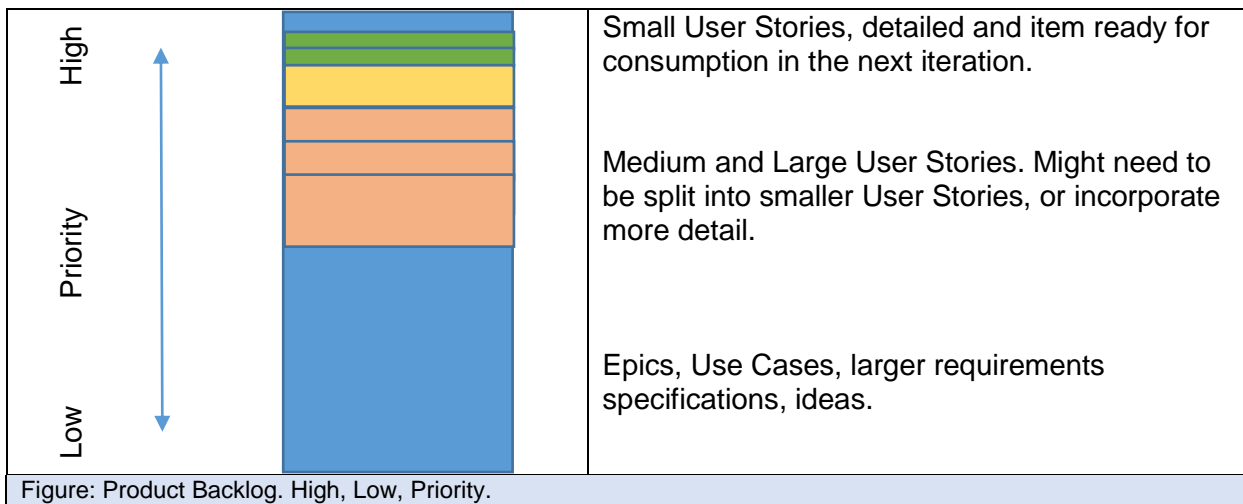 High
Priority
Low
Small User Stories, detailed and item ready for
consumption in the next iteration.
Medium and Large User Stories. Might need to
be split into smaller User Stories, or incorporate
more detail.
Epics, Use Cases, larger requirements
specifications, ideas.
Figure: Product Backlog. High, Low, Priority.